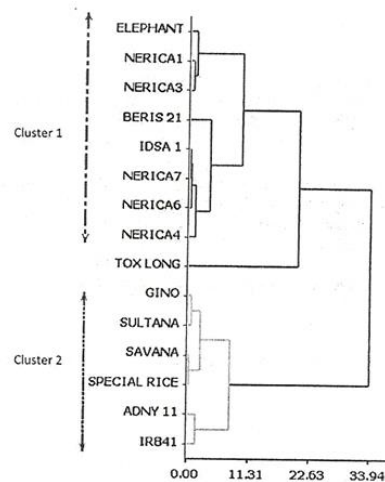 ELEPHANT
NERICA1
NERICA3
BERIS 21
Cluster 1
IDSA 1
NERICA7
NERICA6
NERICA4
TOX LONG
GINO
SULTANA
SAVANA
Cluster 2
SPECIAL RICE
ADNY 11
IR841
0.00 11.31 22.63 33.94